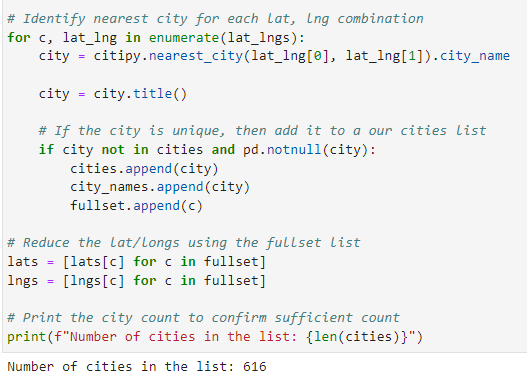 # Identify nearest city for each lat, lng combination
for c, lat_lng in enumerate(lat_lngs):
    city = citipy.nearest_city(lat_lng[0], lat_lng[1]).city_name
    city = city.title()
    # If the city is unique, then add it to a our cities list
    if city not in cities and pd.notnull(city):
        cities.append(city)
        city_names.append(city)
        fullset.append(c)
# Reduce the lat/longs using the fullset list
lats = [lats[c] for c in fullset]
lngs = [lngs[c] for c in fullset]
# Print the city count to confirm sufficient count
print(f"Number of cities in the list: {len(cities)}")
Number of cities in the list: 616